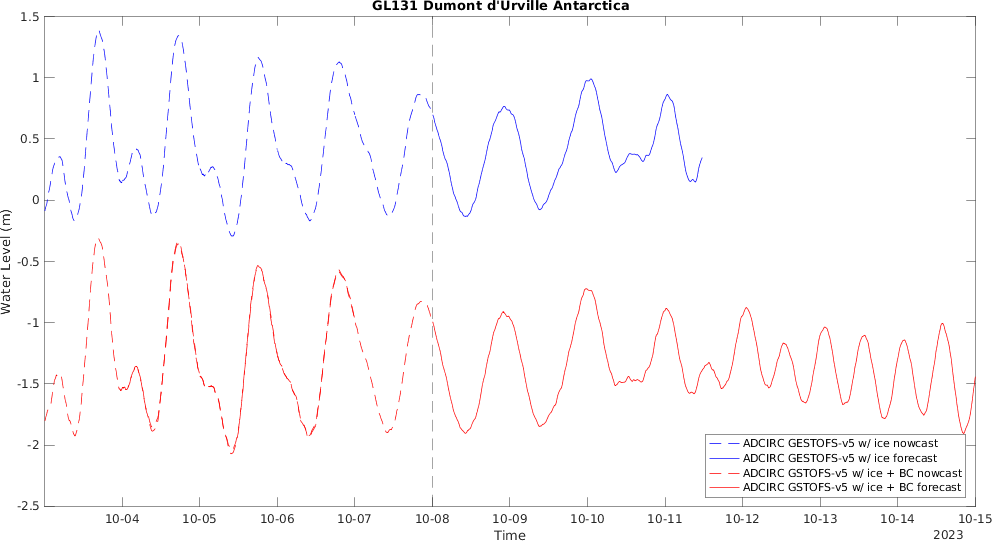 GL131 Dumont d'Urville Antarctica
1.5
1
0.5
0
-0.5
-1
-1.5
-2
-2.5
Water Level (m)
ADCIRC GESTOFS-v5 w/ ice nowcast
ADCIRC GESTOFS-v5 w/ ice forecast
ADCIRC GSTOFS-v5 w/ ice + BC nowcast
ADCIRC GSTOFS-v5 w/ ice + BC forecast
10-04 10-05 10-06 10-07 10-08 10-09 10-10 10-11 10-12 10-13 10-14 10-15
Time
2023